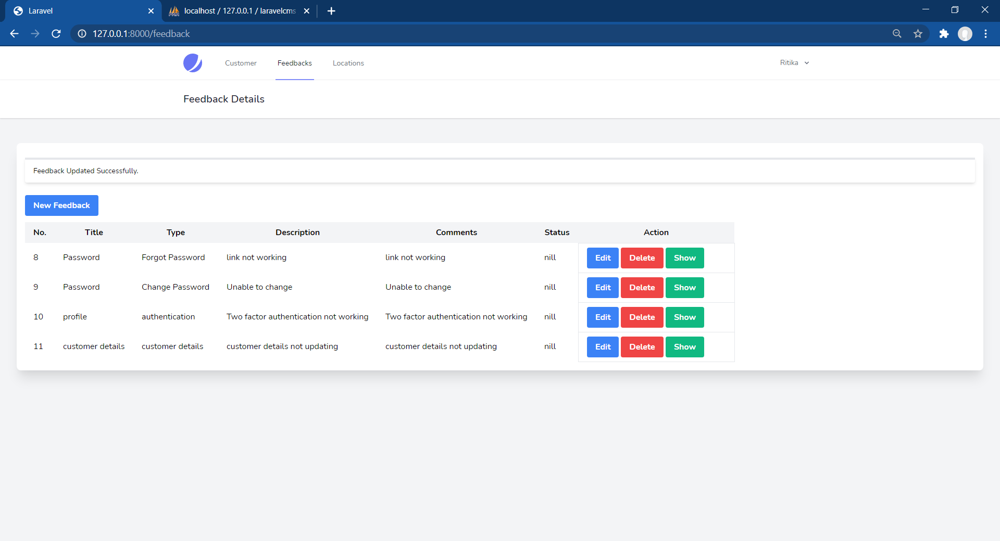 Laravel
localhost / 127.0.0.1 / laravelcms
127.0.0.1:8000/feedback
Customer Feedbacks Locations Ritika
Feedback Details
Feedback Updated Successfully.
New Feedback
No. Title Type Description Comments Status Action
8 Password Forgot Password link not working link not working nill Edit Delete Show
9 Password Change Password Unable to change Unable to change nill Edit Delete Show
10 profile authentication Two factor authentication not working Two factor authentication not working nill Edit Delete Show
11 customer details customer details customer details not updating customer details not updating nill Edit Delete Show